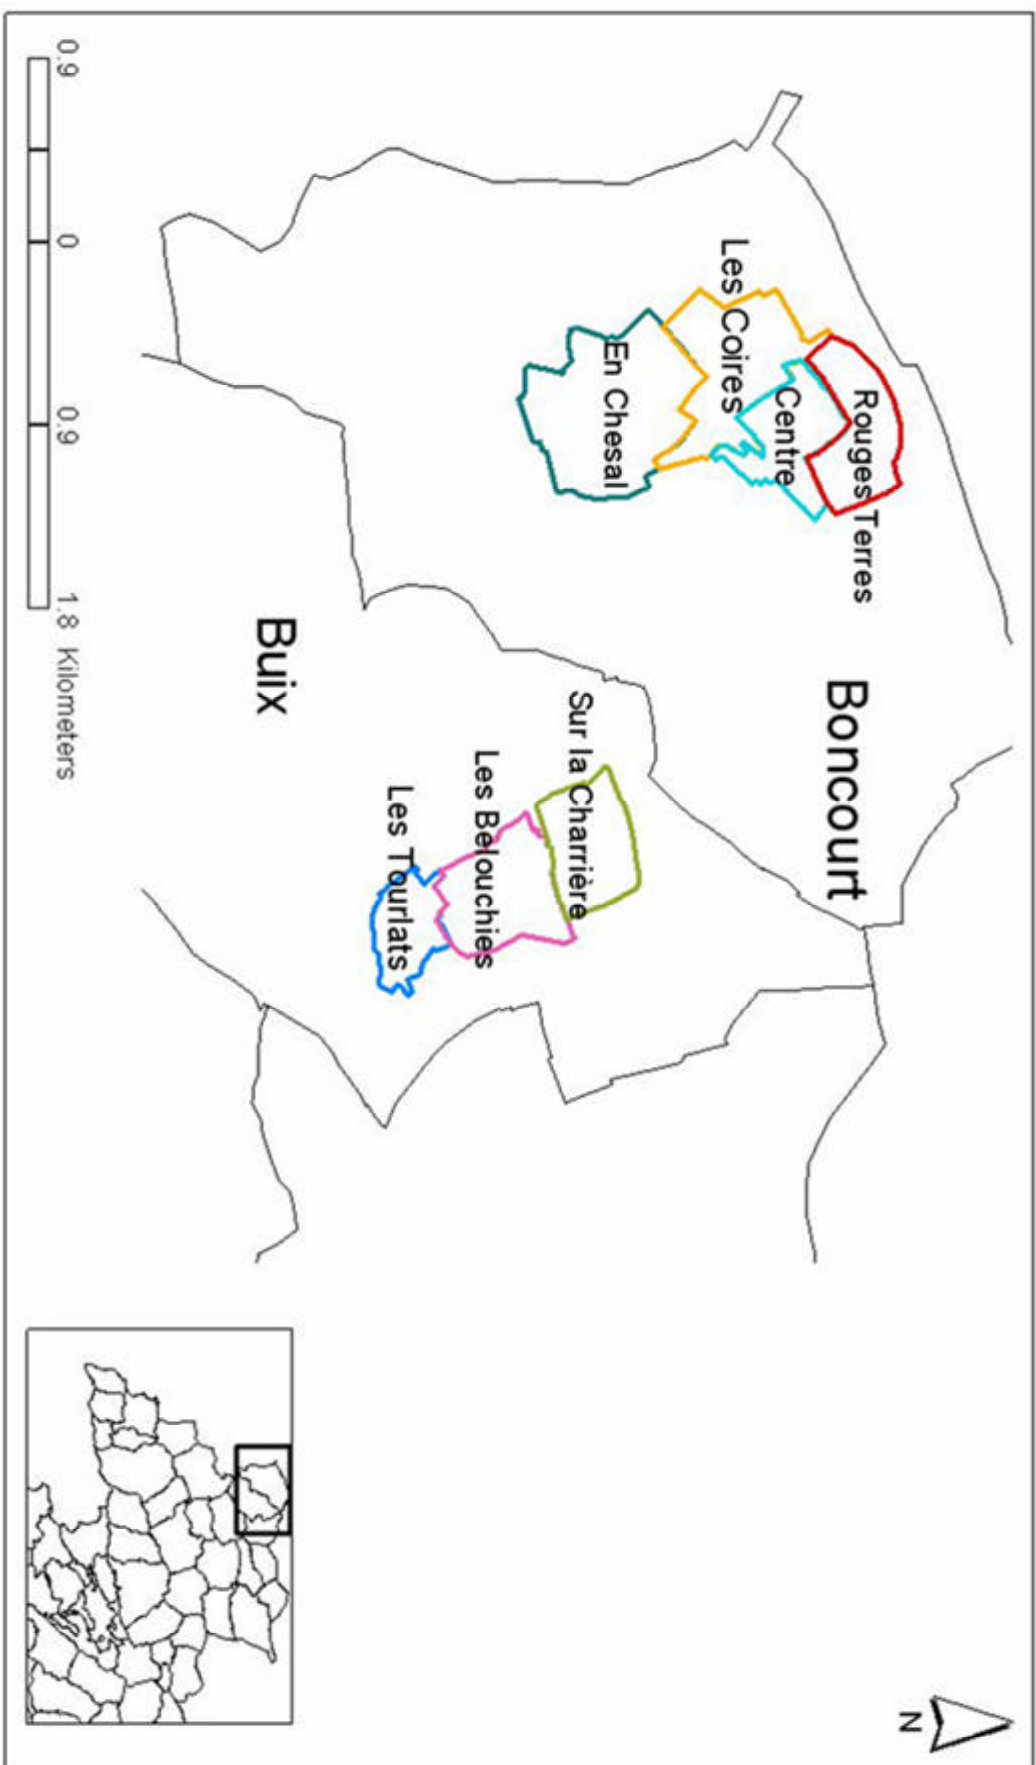 N
Boncourt
Rouges Terres
Centre
Les Coires
En Chesal
Sur la Charrière
Les Belouchies
Les Tourlats
Buix
0.9 0 0.9 1.8 Kilometers